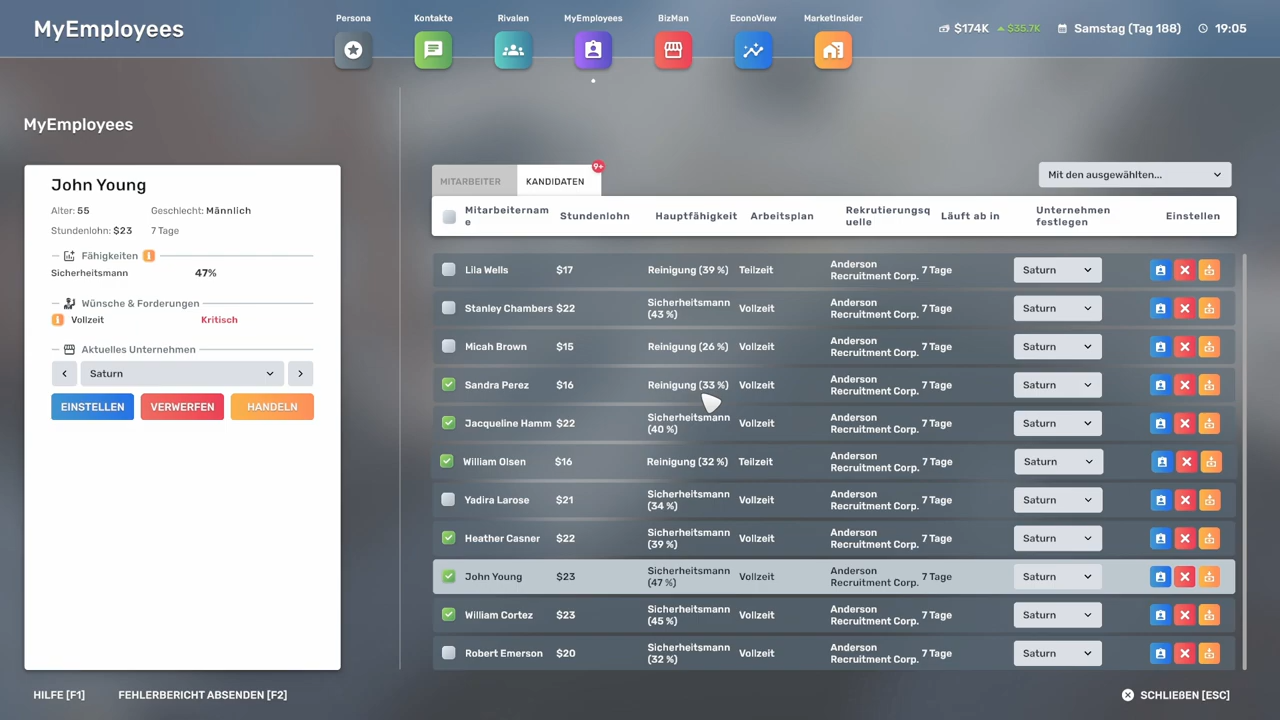 MyEmployees
Persona
Kontakte
Rivalen
MyEmployees
BizMan
EconoView
MarketInsider
$174K
$35.7K
Samstag (Tag 188)
19:05
MyEmployees
John Young
Alter: 55
Geschlecht: Männlich
Stundenlohn: $23
7 Tage
Fähigkeiten
Sicherheitsmann 47%
Wünsche & Forderungen
Vollzeit Kritisch
Aktuelles Unternehmen
Saturn
EINSTELLEN
VERWERFEN
HANDELN
MITARBEITER
KANDIDATEN
9+
Mit den ausgewählten...
Mitarbeiternam
e
Stundenlohn
Hauptfähigkeit
Arbeitsplan
Rekrutierungsq
uelle
Läuft ab in
Unternehmen
festlegen
Einstellen
Lila Wells $17 Reinigung (39 %) Teilzeit Anderson
Recruitment Corp. 7 Tage Saturn
Stanley Chambers $22 Sicherheitsmann
(43 %) Vollzeit Anderson
Recruitment Corp. 7 Tage Saturn
Micah Brown $15 Reinigung (26 %) Vollzeit Anderson
Recruitment Corp. 7 Tage Saturn
Sandra Perez $16 Reinigung (33 %) Vollzeit Anderson
Recruitment Corp. 7 Tage Saturn
Jacqueline Hamm $22 Sicherheitsmann
(40 %) Vollzeit Anderson
Recruitment Corp. 7 Tage Saturn
William Olsen $16 Reinigung (32 %) Teilzeit Anderson
Recruitment Corp. 7 Tage Saturn
Yadira Larose $21 Sicherheitsmann
(34 %) Vollzeit Anderson
Recruitment Corp. 7 Tage Saturn
Heather Casner $22 Sicherheitsmann
(39 %) Vollzeit Anderson
Recruitment Corp. 7 Tage Saturn
John Young $23 Sicherheitsmann
(47 %) Vollzeit Anderson
Recruitment Corp. 7 Tage Saturn
William Cortez $23 Sicherheitsmann
(45 %) Vollzeit Anderson
Recruitment Corp. 7 Tage Saturn
Robert Emerson $20 Sicherheitsmann
(32 %) Vollzeit Anderson
Recruitment Corp. 7 Tage Saturn
HILFE [F1]
FEHLERBERICHT ABSENDEN [F2]
SCHLIEßEN [ESC]